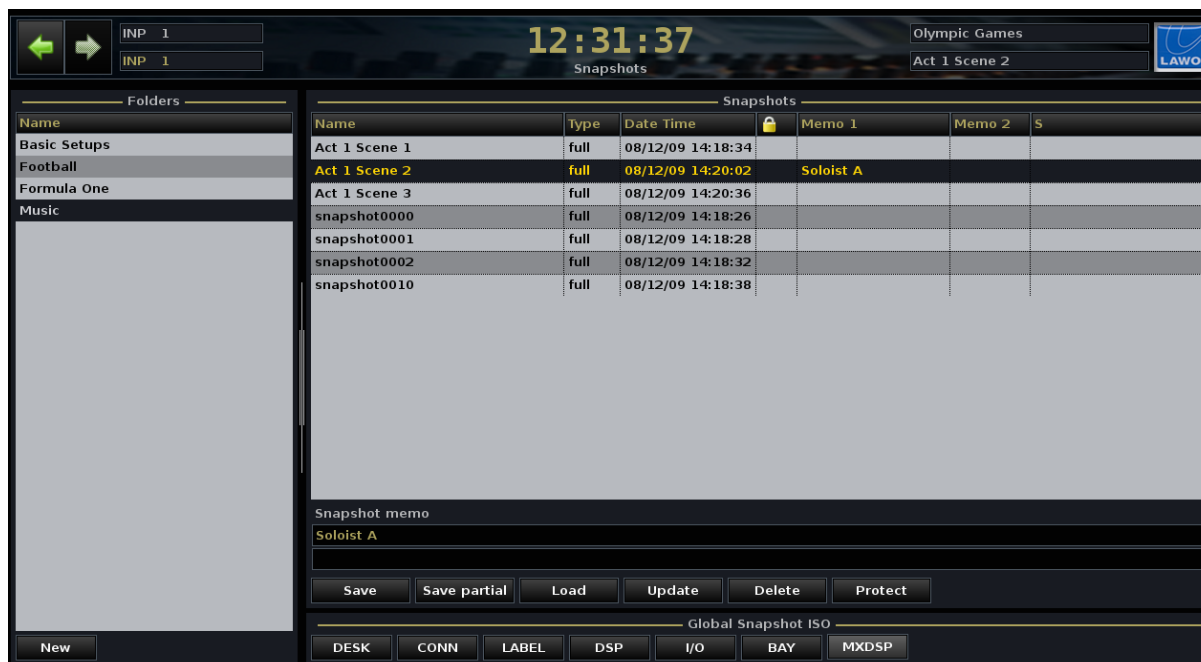 INP 1
INP 1
12:31:37
Snapshots
Olympic Games
Act 1 Scene 2
LAWO
Folders
Name
Basic Setups
Football
Formula One
Music
New
Snapshots
Name Type Date Time Memo 1 Memo 2 S
Act 1 Scene 1 full 08/12/09 14:18:34
Act 1 Scene 2 full 08/12/09 14:20:02 Soloist A
Act 1 Scene 3 full 08/12/09 14:20:36
snapshot0000 full 08/12/09 14:18:26
snapshot0001 full 08/12/09 14:18:28
snapshot0002 full 08/12/09 14:18:32
snapshot0010 full 08/12/09 14:18:38
Snapshot memo
Soloist A
Save Save partial Load Update Delete Protect
Global Snapshot ISO
DESK CONN LABEL DSP I/O BAY MXDSP